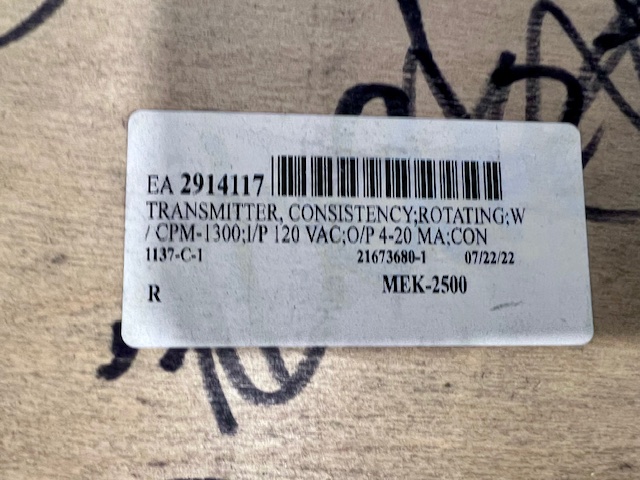 EA 2914117
TRANSMITTER, CONSISTENCY;ROTATING;W
/ CPM-1300;I/P 120 VAC;O/P 4-20 MA;CON
1137-C-1 21673680-1 07/22/22
R MEK-2500